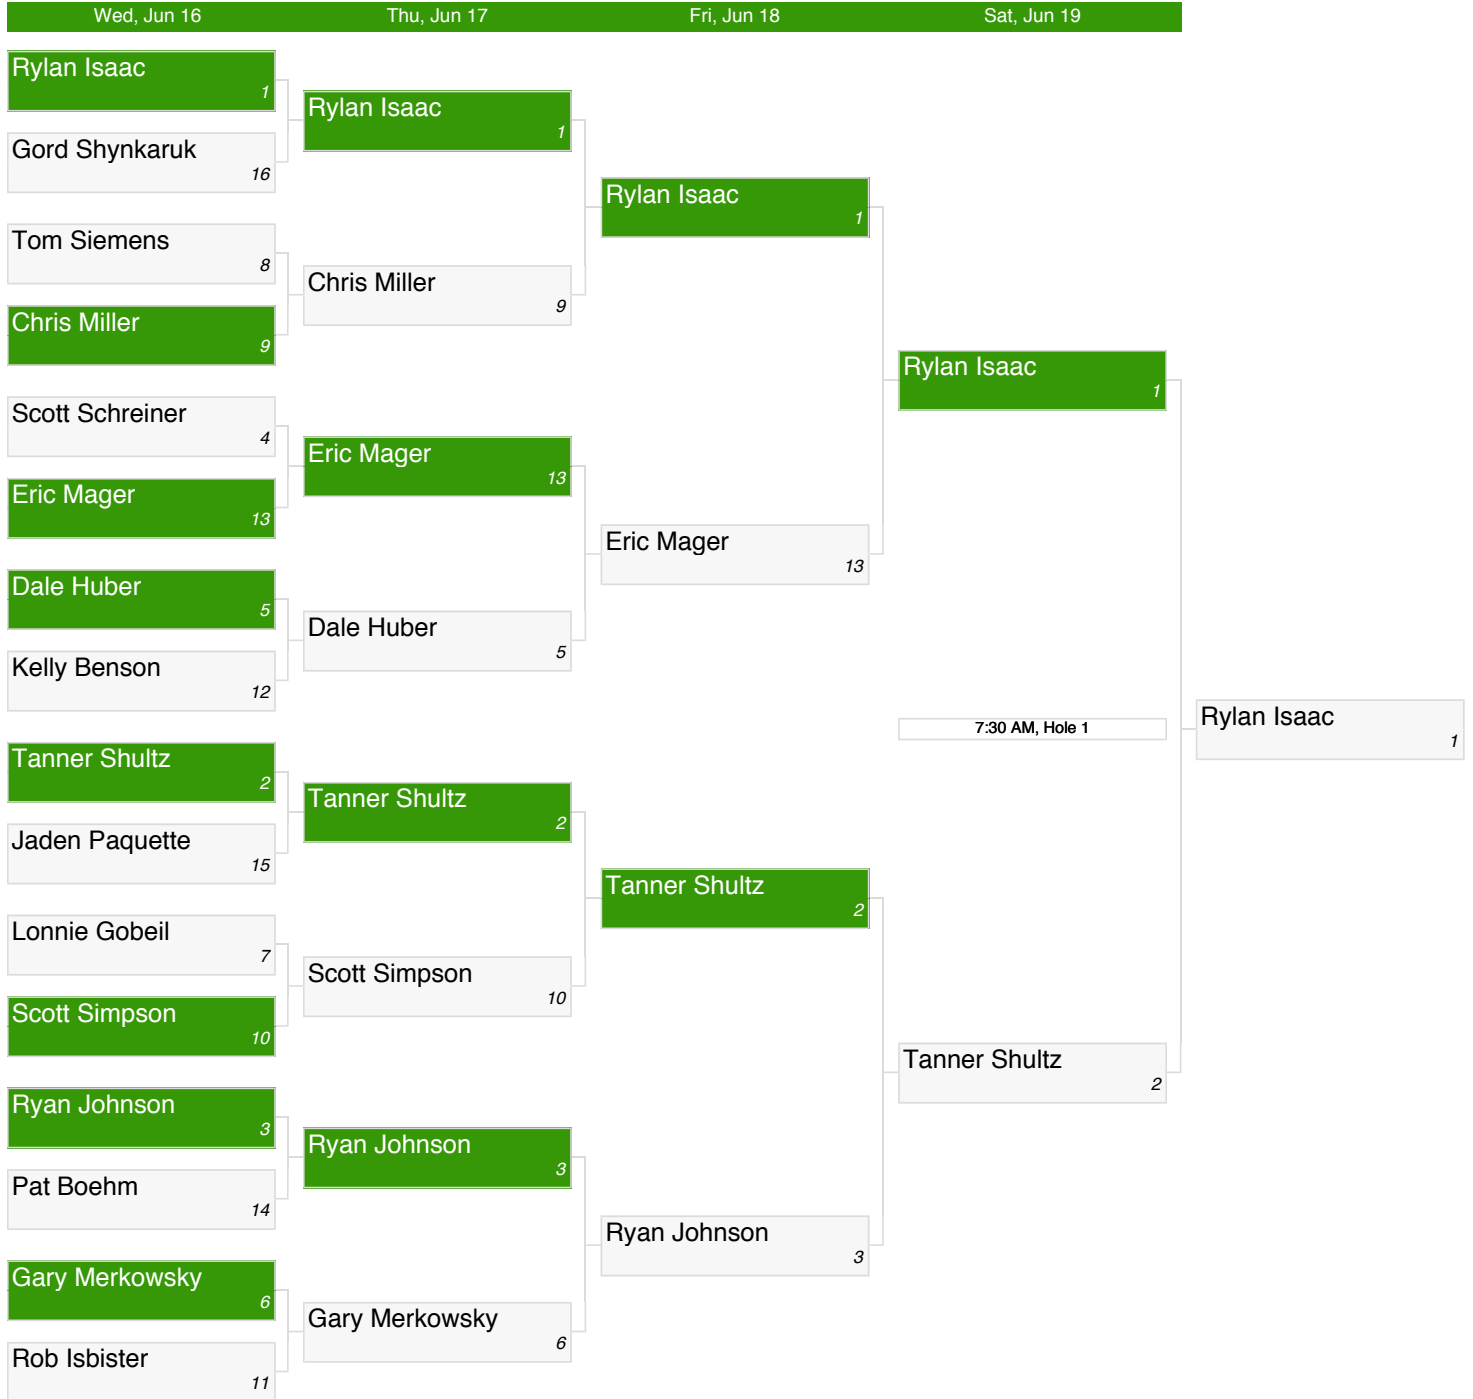 Wed, Jun 16
Thu, Jun 17
Fri, Jun 18
Sat, Jun 19
Rylan Isaac
1
Gord Shynkaruk
16
Tom Siemens
8
Chris Miller
9
Scott Schreiner
4
Eric Mager
13
Dale Huber
5
Kelly Benson
12
Tanner Shultz
2
Jaden Paquette
15
Lonnie Gobeil
7
Scott Simpson
10
Ryan Johnson
3
Pat Boehm
14
Gary Merkowsky
6
Rob Isbister
11
Rylan Isaac
1
Chris Miller
9
Eric Mager
13
Dale Huber
5
Tanner Shultz
2
Scott Simpson
10
Ryan Johnson
3
Gary Merkowsky
6
Rylan Isaac
1
Eric Mager
13
Tanner Shultz
2
Ryan Johnson
3
Rylan Isaac
1
7:30 AM, Hole 1
Tanner Shultz
2
Rylan Isaac
1